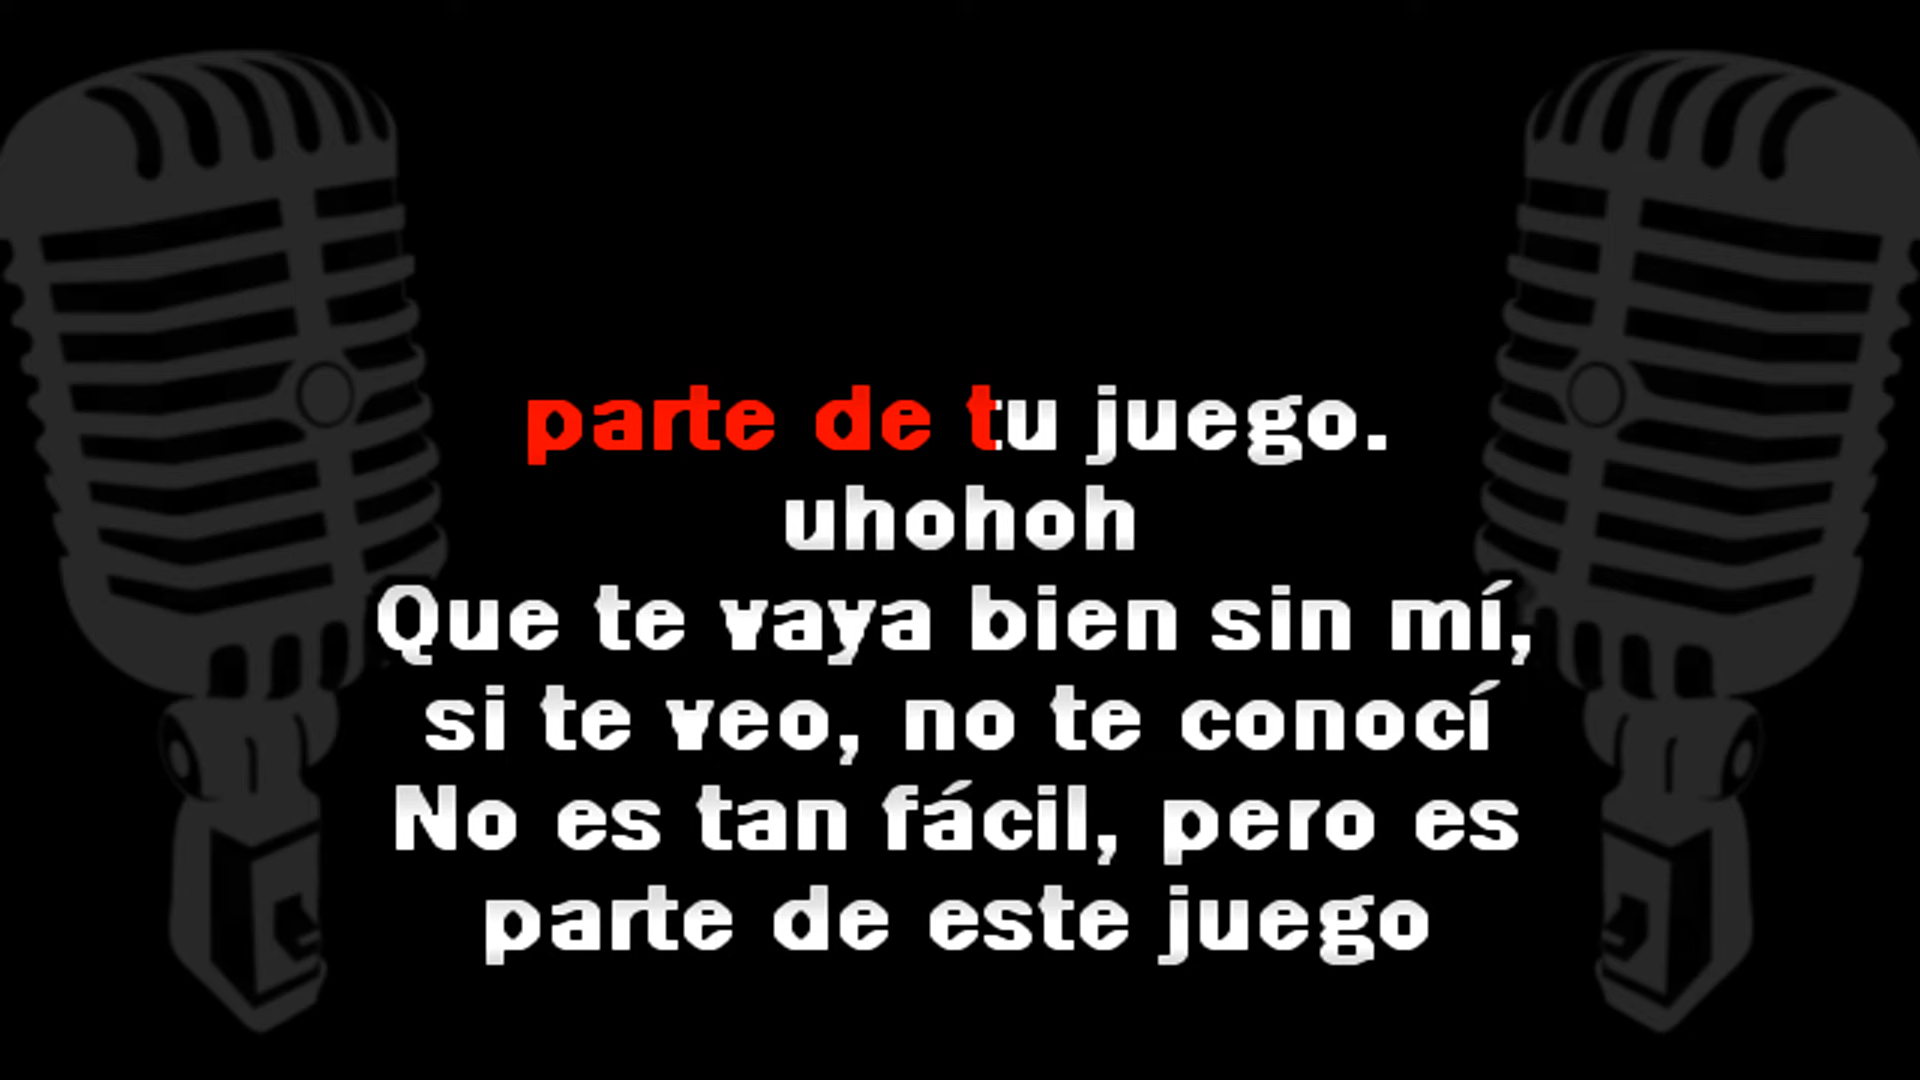 parte de tu juego.
uhohoh
Que te vaya bien sin mí,
si te veo, no te conocí
No es tan fácil, pero es
parte de este juego